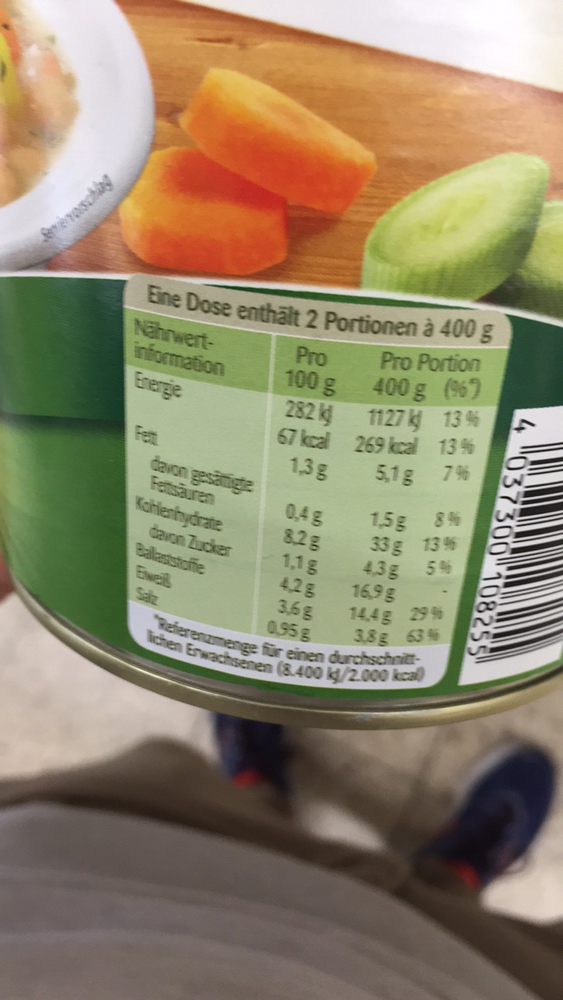 Serviervorschlag
Eine Dose enthält 2 Portionen à 400 g
Nährwert-
information Pro 100 g Pro Portion 400 g (%*)
Energie 282 kJ 1127 kJ 13 %
67 kcal 269 kcal 13 %
Fett 1,3 g 5,1 g 7 %
davon gesättigte
Fettsäuren 0,4 g 1,5 g 8 %
Kohlenhydrate 8,2 g 33 g 13 %
davon Zucker 1,1 g 4,3 g 5 %
Ballaststoffe 4,2 g 16,9 g -
Eiweiß 3,6 g 14,4 g 29 %
Salz 0,95 g 3,8 g 63 %
*Referenzmenge für einen durchschnitt-
lichen Erwachsenen (8.400 kJ/2.000 kcal)
4 037300 108255